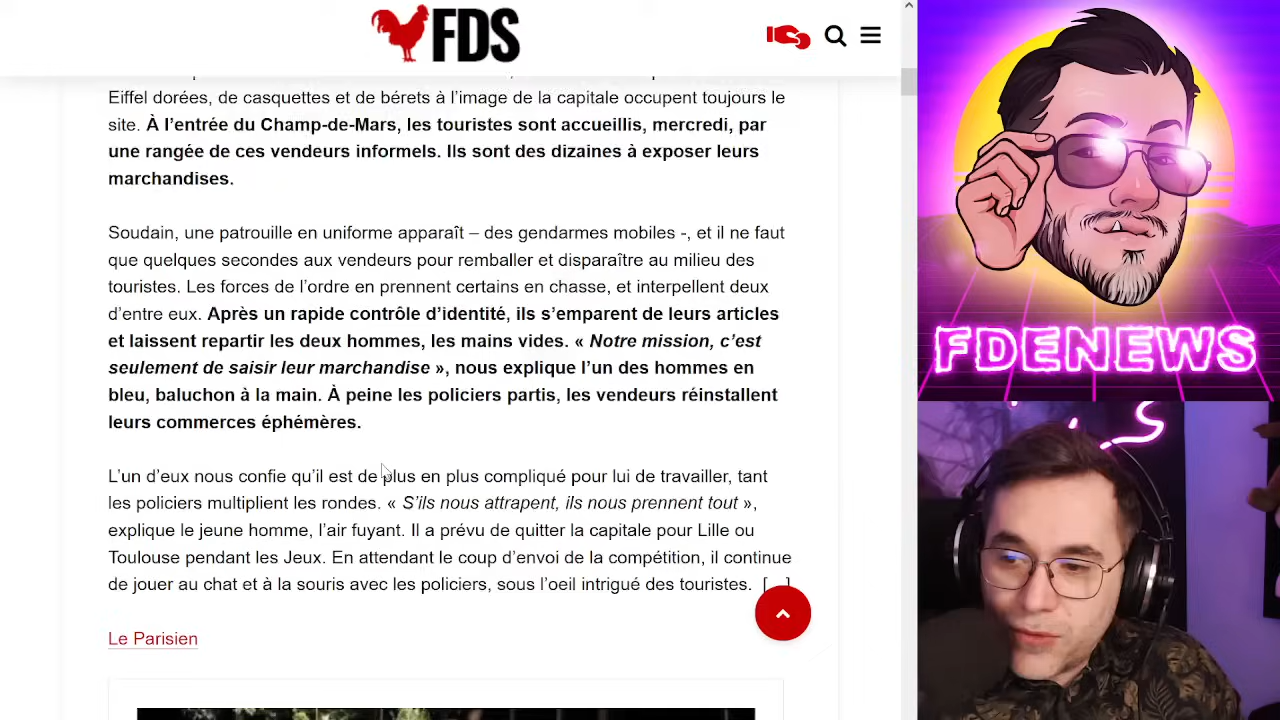 FDS
Eiffel dorées, de casquettes et de bérets à l’image de la capitale occupent toujours le
site. À l’entrée du Champ-de-Mars, les touristes sont accueillis, mercredi, par
une rangée de ces vendeurs informels. Ils sont des dizaines à exposer leurs
marchandises.
Soudain, une patrouille en uniforme apparaît – des gendarmes mobiles -, et il ne faut
que quelques secondes aux vendeurs pour remballer et disparaître au milieu des
touristes. Les forces de l’ordre en prennent certains en chasse, et interpellent deux
d’entre eux. Après un rapide contrôle d’identité, ils s’emparent de leurs articles
et laissent repartir les deux hommes, les mains vides. « Notre mission, c’est
seulement de saisir leur marchandise », nous explique l’un des hommes en
bleu, baluchon à la main. À peine les policiers partis, les vendeurs réinstallent
leurs commerces éphémères.
L’un d’eux nous confie qu’il est de plus en plus compliqué pour lui de travailler, tant
les policiers multiplient les rondes. « S’ils nous attrapent, ils nous prennent tout »,
explique le jeune homme, l’air fuyant. Il a prévu de quitter la capitale pour Lille ou
Toulouse pendant les Jeux. En attendant le coup d’envoi de la compétition, il continue
de jouer au chat et à la souris avec les policiers, sous l’oeil intrigué des touristes.
Le Parisien
FDENEWS